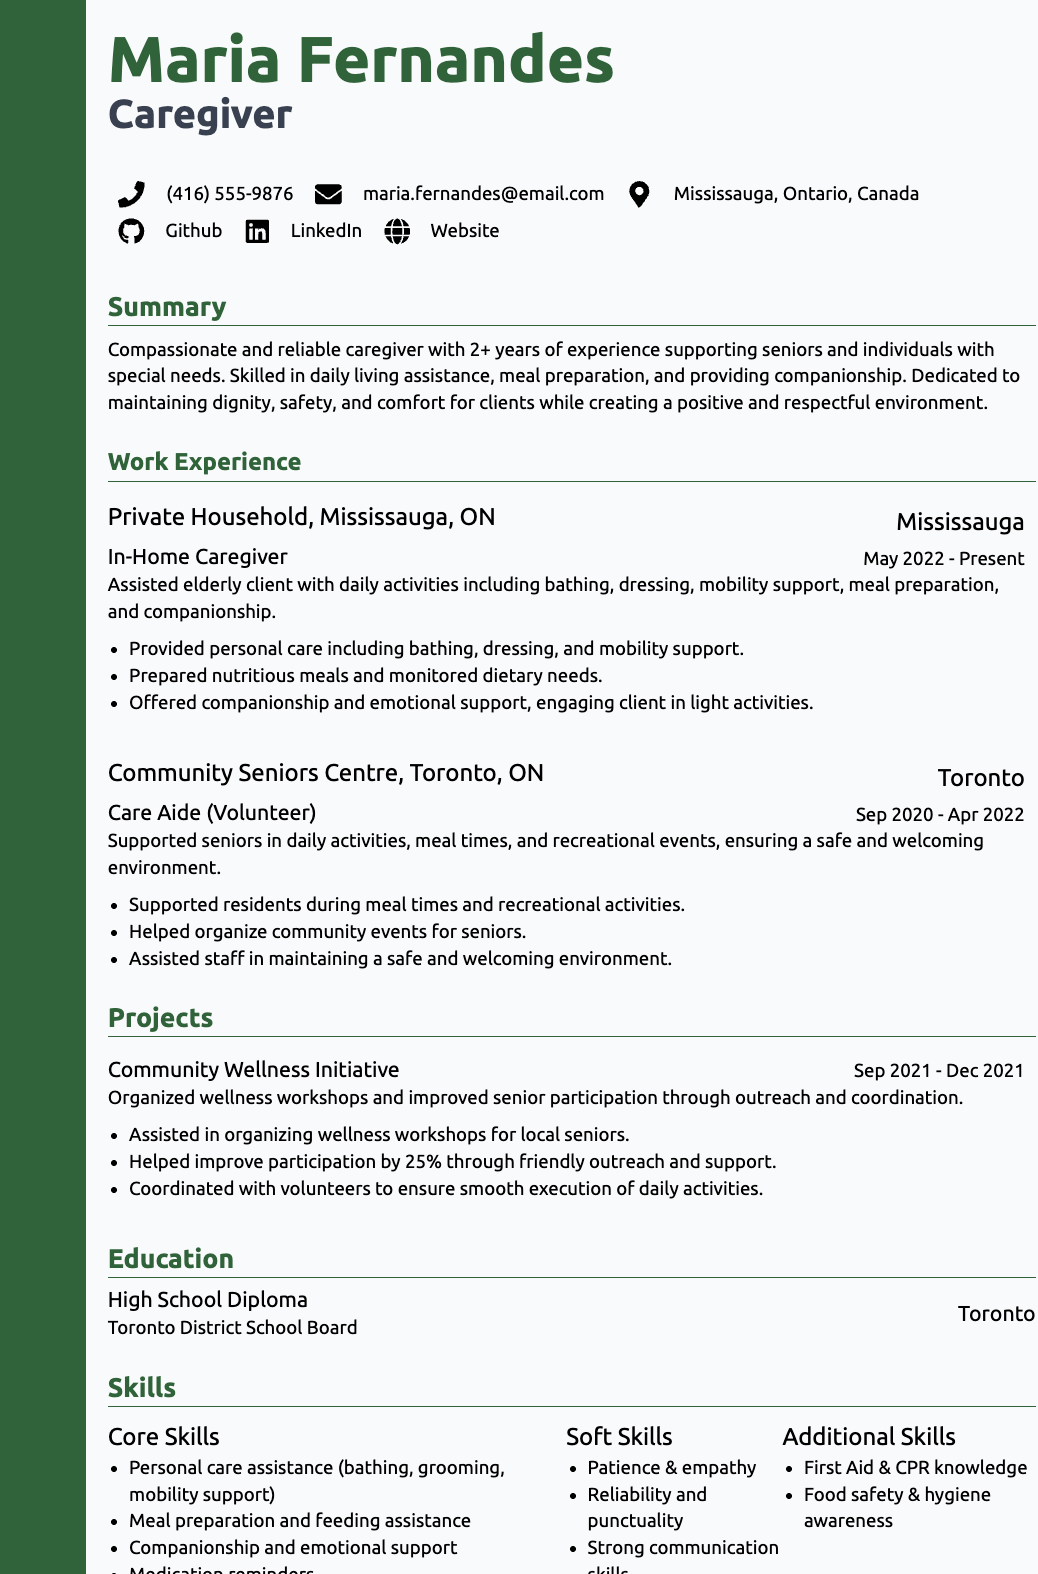 Maria Fernandes
Caregiver
(416) 555-9876 maria.fernandes@email.com Mississauga, Ontario, Canada
Github LinkedIn Website
Summary
Compassionate and reliable caregiver with 2+ years of experience supporting seniors and individuals with
special needs. Skilled in daily living assistance, meal preparation, and providing companionship. Dedicated to
maintaining dignity, safety, and comfort for clients while creating a positive and respectful environment.
Work Experience
Private Household, Mississauga, ON Mississauga
In-Home Caregiver May 2022 - Present
Assisted elderly client with daily activities including bathing, dressing, mobility support, meal preparation,
and companionship.
• Provided personal care including bathing, dressing, and mobility support.
• Prepared nutritious meals and monitored dietary needs.
• Offered companionship and emotional support, engaging client in light activities.
Community Seniors Centre, Toronto, ON Toronto
Care Aide (Volunteer) Sep 2020 - Apr 2022
Supported seniors in daily activities, meal times, and recreational events, ensuring a safe and welcoming
environment.
• Supported residents during meal times and recreational activities.
• Helped organize community events for seniors.
• Assisted staff in maintaining a safe and welcoming environment.
Projects
Community Wellness Initiative Sep 2021 - Dec 2021
Organized wellness workshops and improved senior participation through outreach and coordination.
• Assisted in organizing wellness workshops for local seniors.
• Helped improve participation by 25% through friendly outreach and support.
• Coordinated with volunteers to ensure smooth execution of daily activities.
Education
High School Diploma
Toronto District School Board
Toronto
Skills
Core Skills
• Personal care assistance (bathing, grooming,
mobility support)
• Meal preparation and feeding assistance
• Companionship and emotional support
• Medication reminders
Soft Skills
• Patience & empathy
• Reliability and
punctuality
• Strong communication
skills
Additional Skills
• First Aid & CPR knowledge
• Food safety & hygiene
awareness